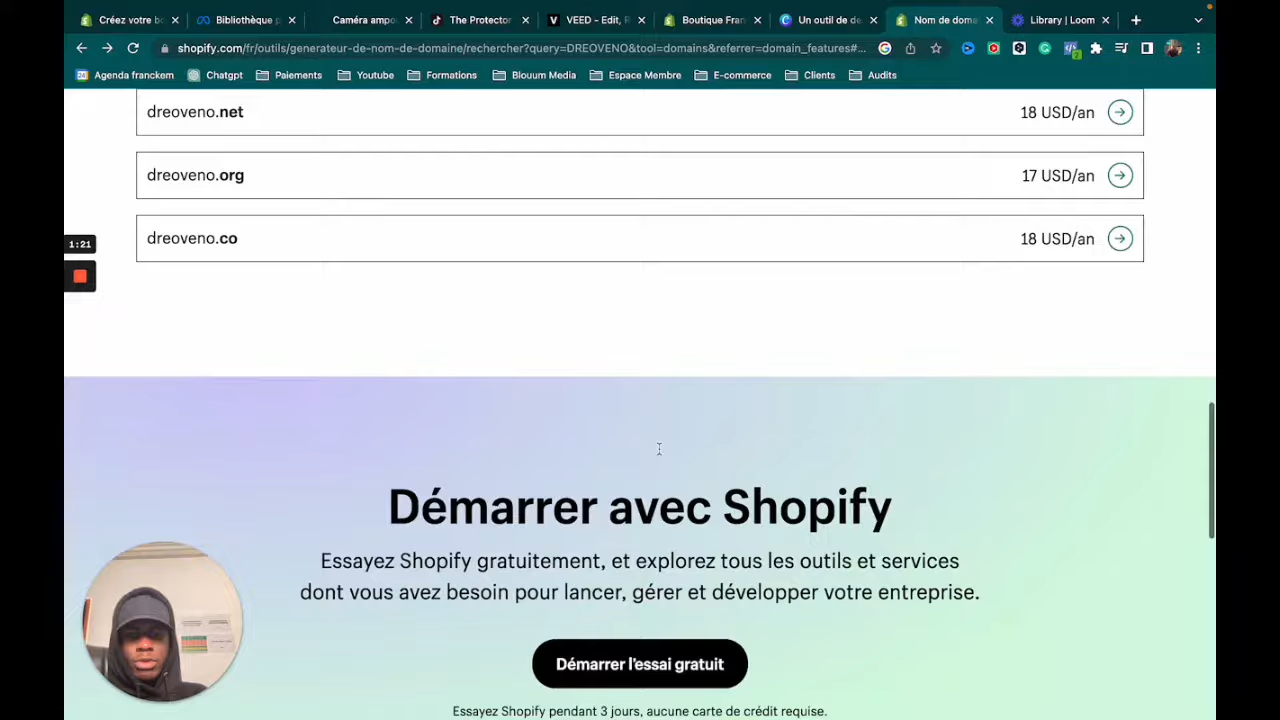 Créez votre bo
Bibliothèque p
Caméra ampo
The Protector
VEED - Edit, R
Boutique Fran
Un outil de de
Nom de dome
Library | Loom
shopify.com/fr/outils/generateur-de-nom-de-domaine/rechercher?query=DREOVENO&tool=domains&referrer=domain_features#...
Agenda franckem
Chatgpt
Paiements
Youtube
Formations
Blouum Media
Espace Membre
E-commerce
Clients
Audits
dreoveno.net 18 USD/an
dreoveno.org 17 USD/an
dreoveno.co 18 USD/an
1:21
Démarrer avec Shopify
Essayez Shopify gratuitement, et explorez tous les outils et services
dont vous avez besoin pour lancer, gérer et développer votre entreprise.
Démarrer l'essai gratuit
Essayez Shopify pendant 3 jours, aucune carte de crédit requise.